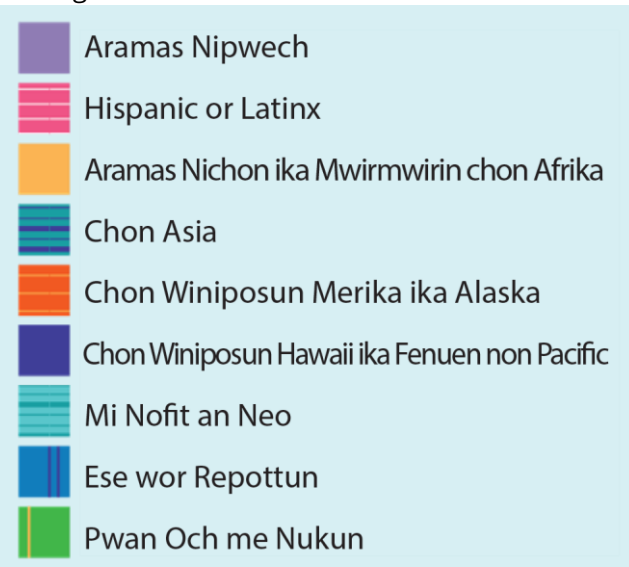 Aramas Nipwech
Hispanic or Latinx
Aramas Nichon ika Mwirmwirin chon Afrika
Chon Asia
Chon Winiposun Merika ika Alaska
Chon Winiposun Hawaii ika Fenuen non Pacific
Mi Nofit an Neo
Ese wor Repottun
Pwan Och me Nukun